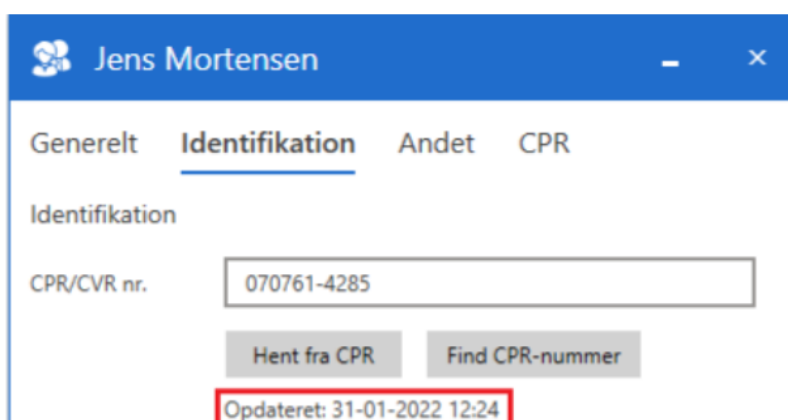 Jens Mortensen
Generelt Identifikation Andet CPR
Identifikation
CPR/CVR nr. 070761-4285
Hent fra CPR Find CPR-nummer
Opdateret: 31-01-2022 12:24